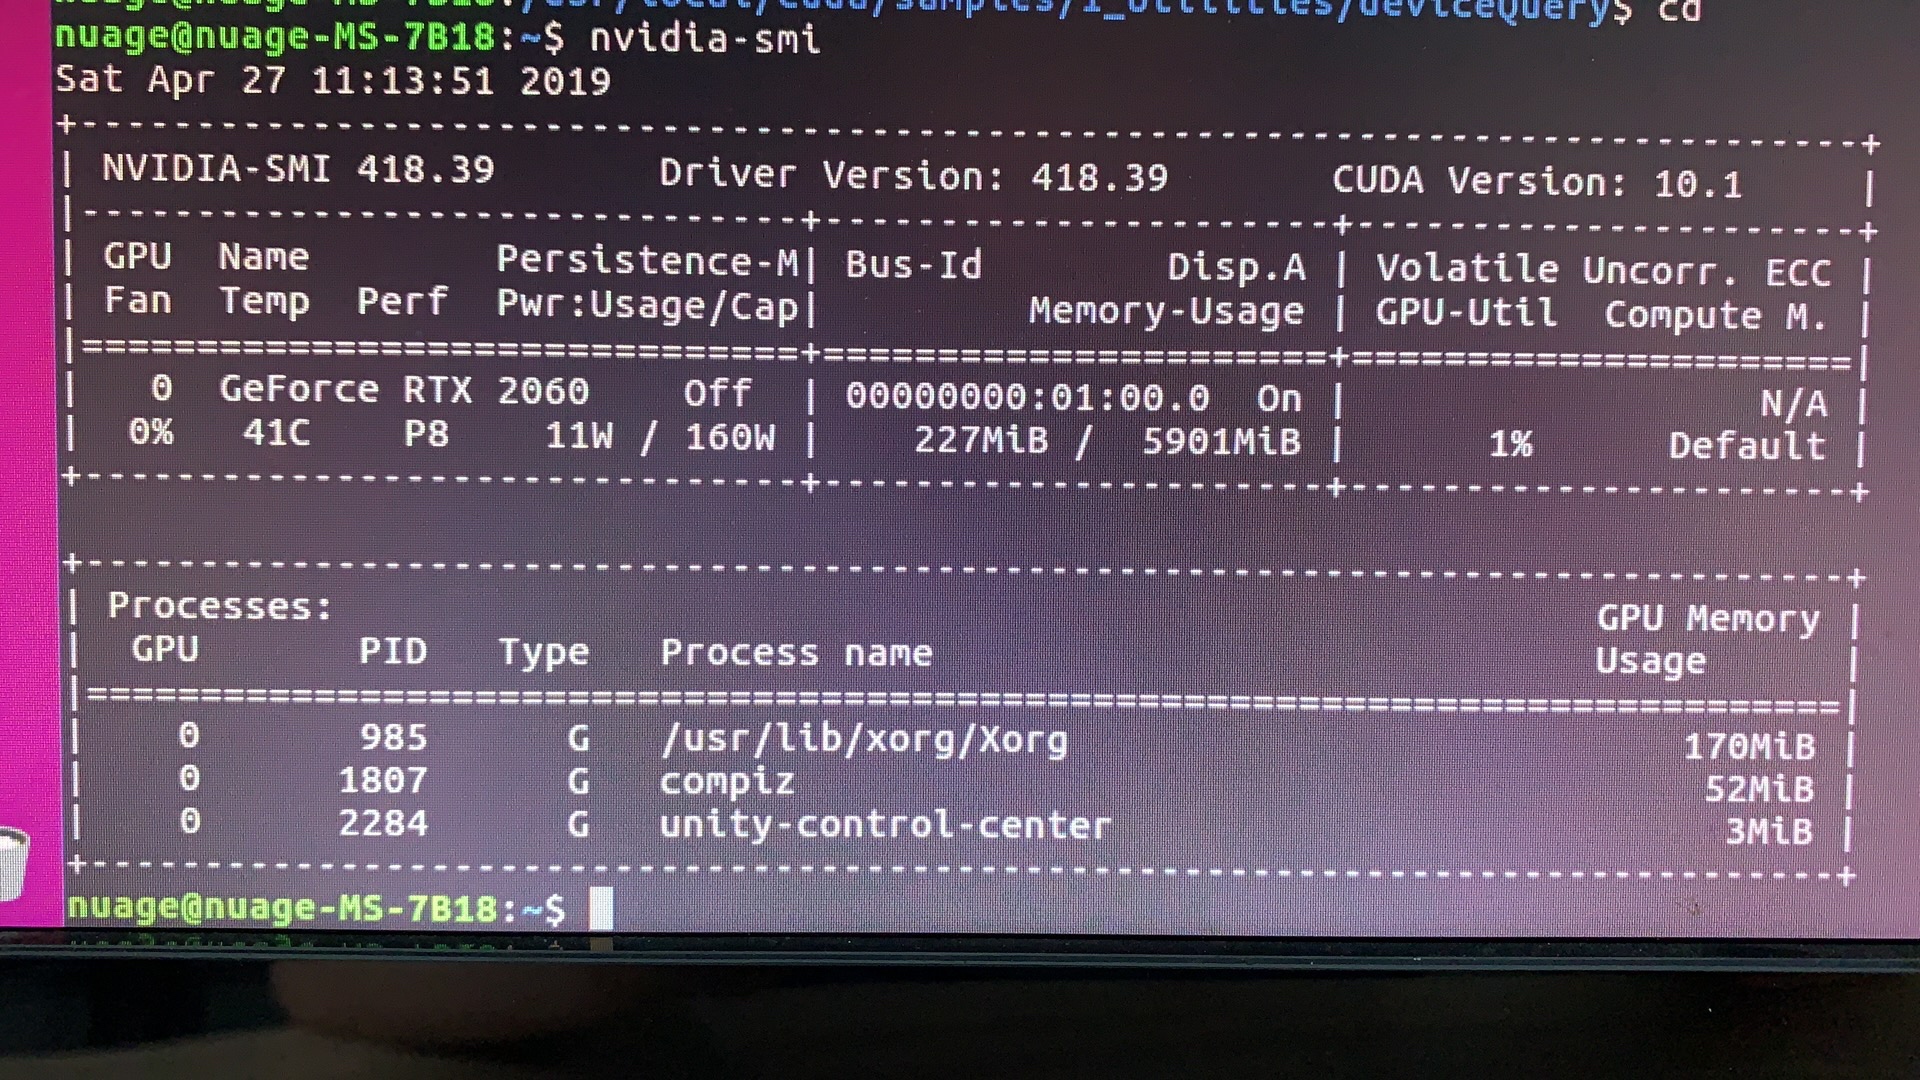 nuage@nuage-MS-7B18:/usr/local/cuda/samples/1_Utilities/deviceQuery$ cd
nuage@nuage-MS-7B18:~$ nvidia-smi
Sat Apr 27 11:13:51 2019
+-----------------------------------------------------------------------------+
| NVIDIA-SMI 418.39       Driver Version: 418.39       CUDA Version: 10.1     |
|-------------------------------+----------------------+----------------------+
| GPU  Name        Persistence-M| Bus-Id        Disp.A | Volatile Uncorr. ECC |
| Fan  Temp  Perf  Pwr:Usage/Cap|         Memory-Usage | GPU-Util  Compute M. |
|===============================+======================+======================|
|   0  GeForce RTX 2060    Off  | 00000000:01:00.0  On |                  N/A |
|  0%   41C    P8    11W / 160W |    227MiB /  5901MiB |      1%      Default |
+-------------------------------+----------------------+----------------------+
+-----------------------------------------------------------------------------+
| Processes:                                                       GPU Memory |
|  GPU       PID   Type   Process name                             Usage      |
|=============================================================================|
|    0       985      G   /usr/lib/xorg/Xorg                           170MiB |
|    0      1807      G   compiz                                        52MiB |
|    0      2284      G   unity-control-center                           3MiB |
+-----------------------------------------------------------------------------+
nuage@nuage-MS-7B18:~$